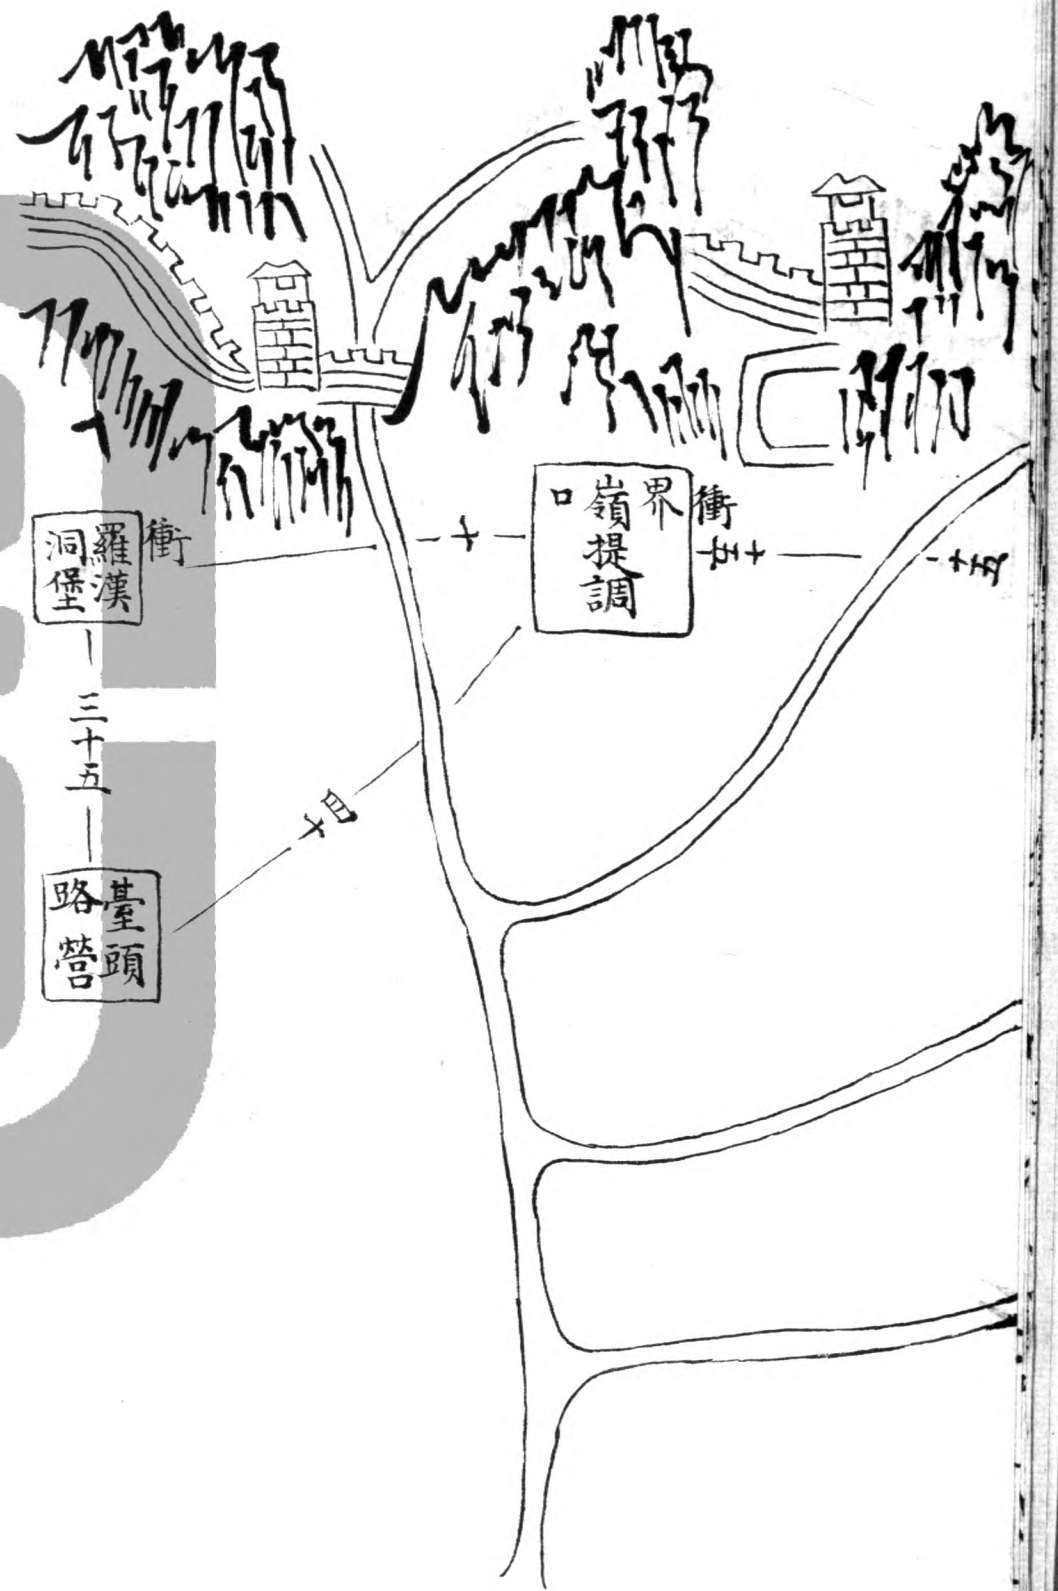 衝
界
嶺提調
口
十五
十五
十
衝
羅漢
洞堡
三十五
四十
臺頭
路營